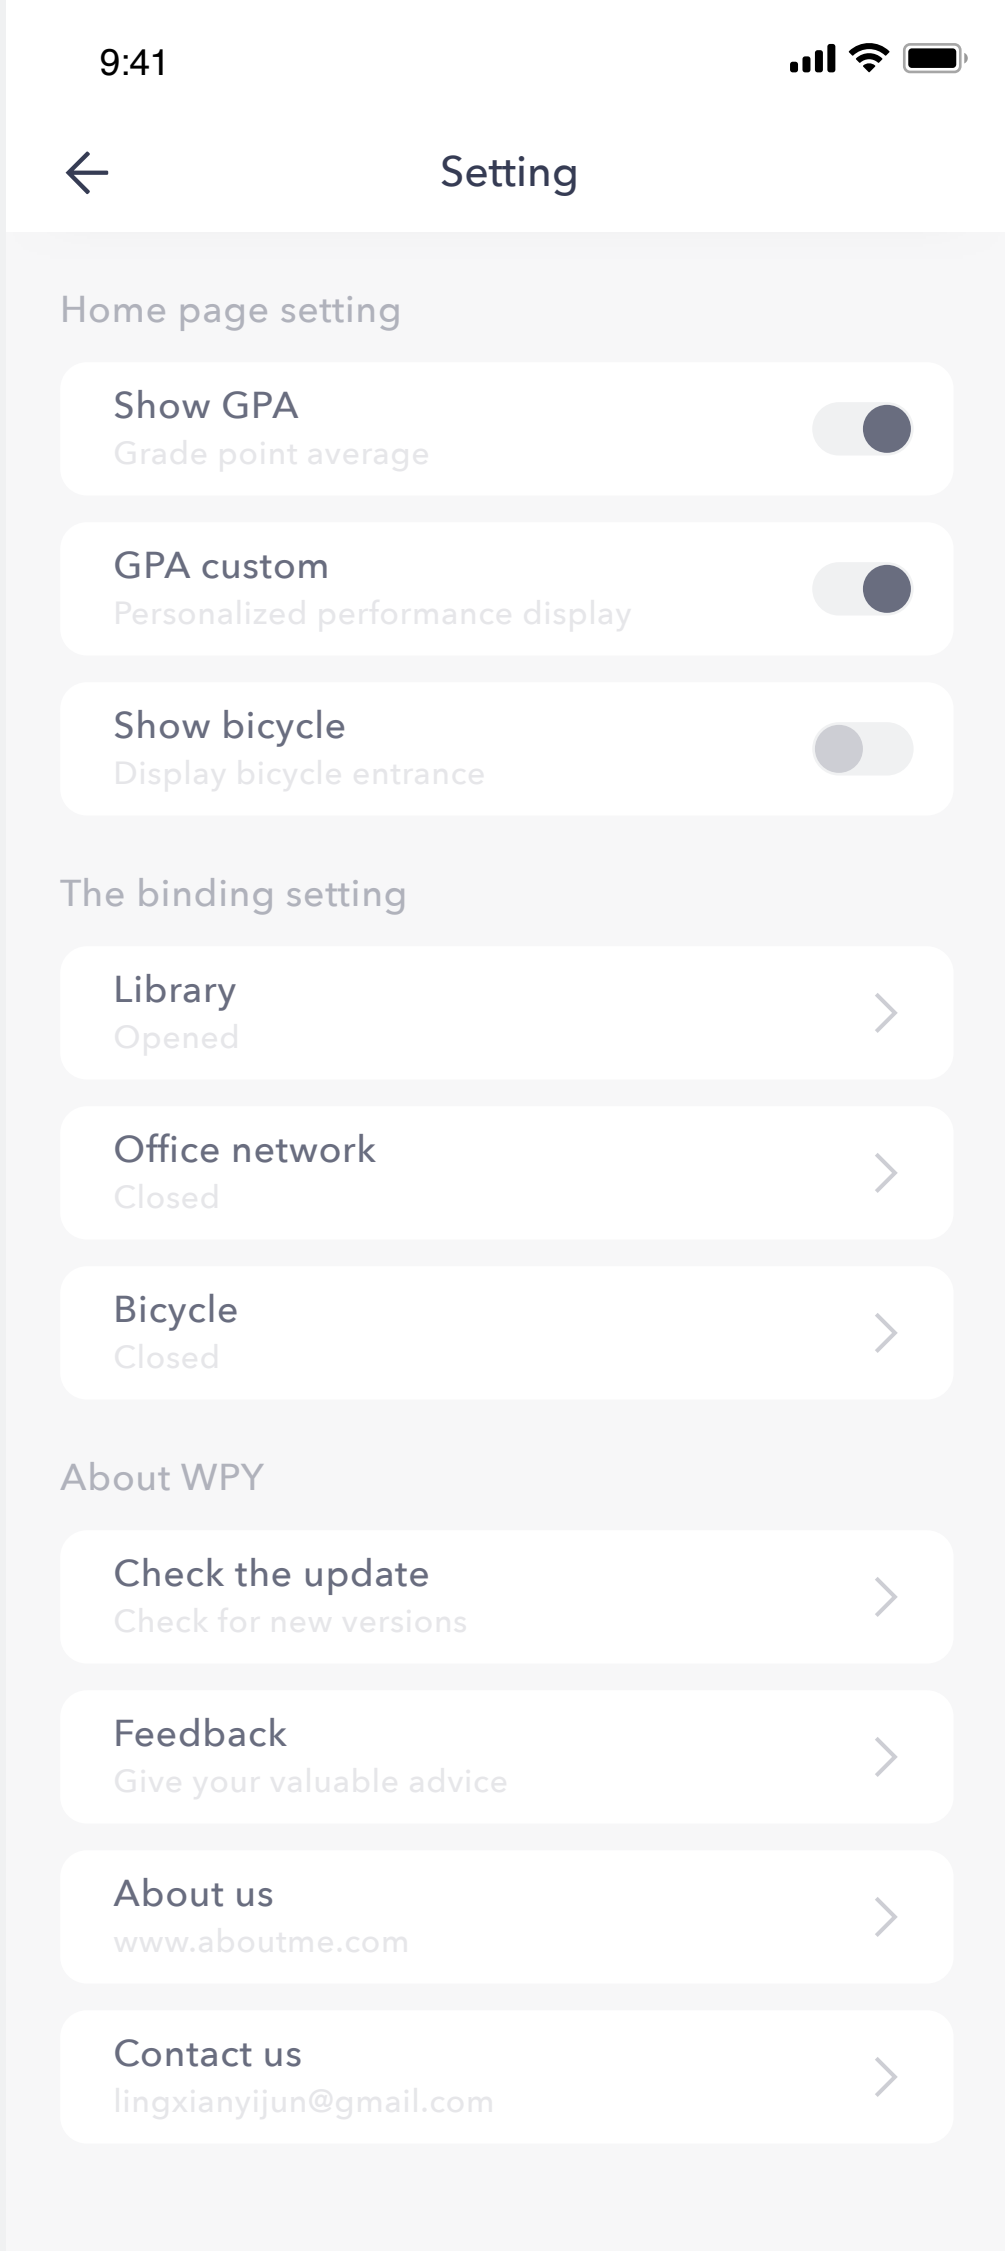 9:41
Setting
Home page setting
Show GPA
Grade point average
GPA custom
Personalized performance display
Show bicycle
Display bicycle entrance
The binding setting
Library
Opened
Office network
Closed
Bicycle
Closed
About WPY
Check the update
Check for new versions
Feedback
Give your valuable advice
About us
www.aboutme.com
Contact us
lingxianyijun@gmail.com